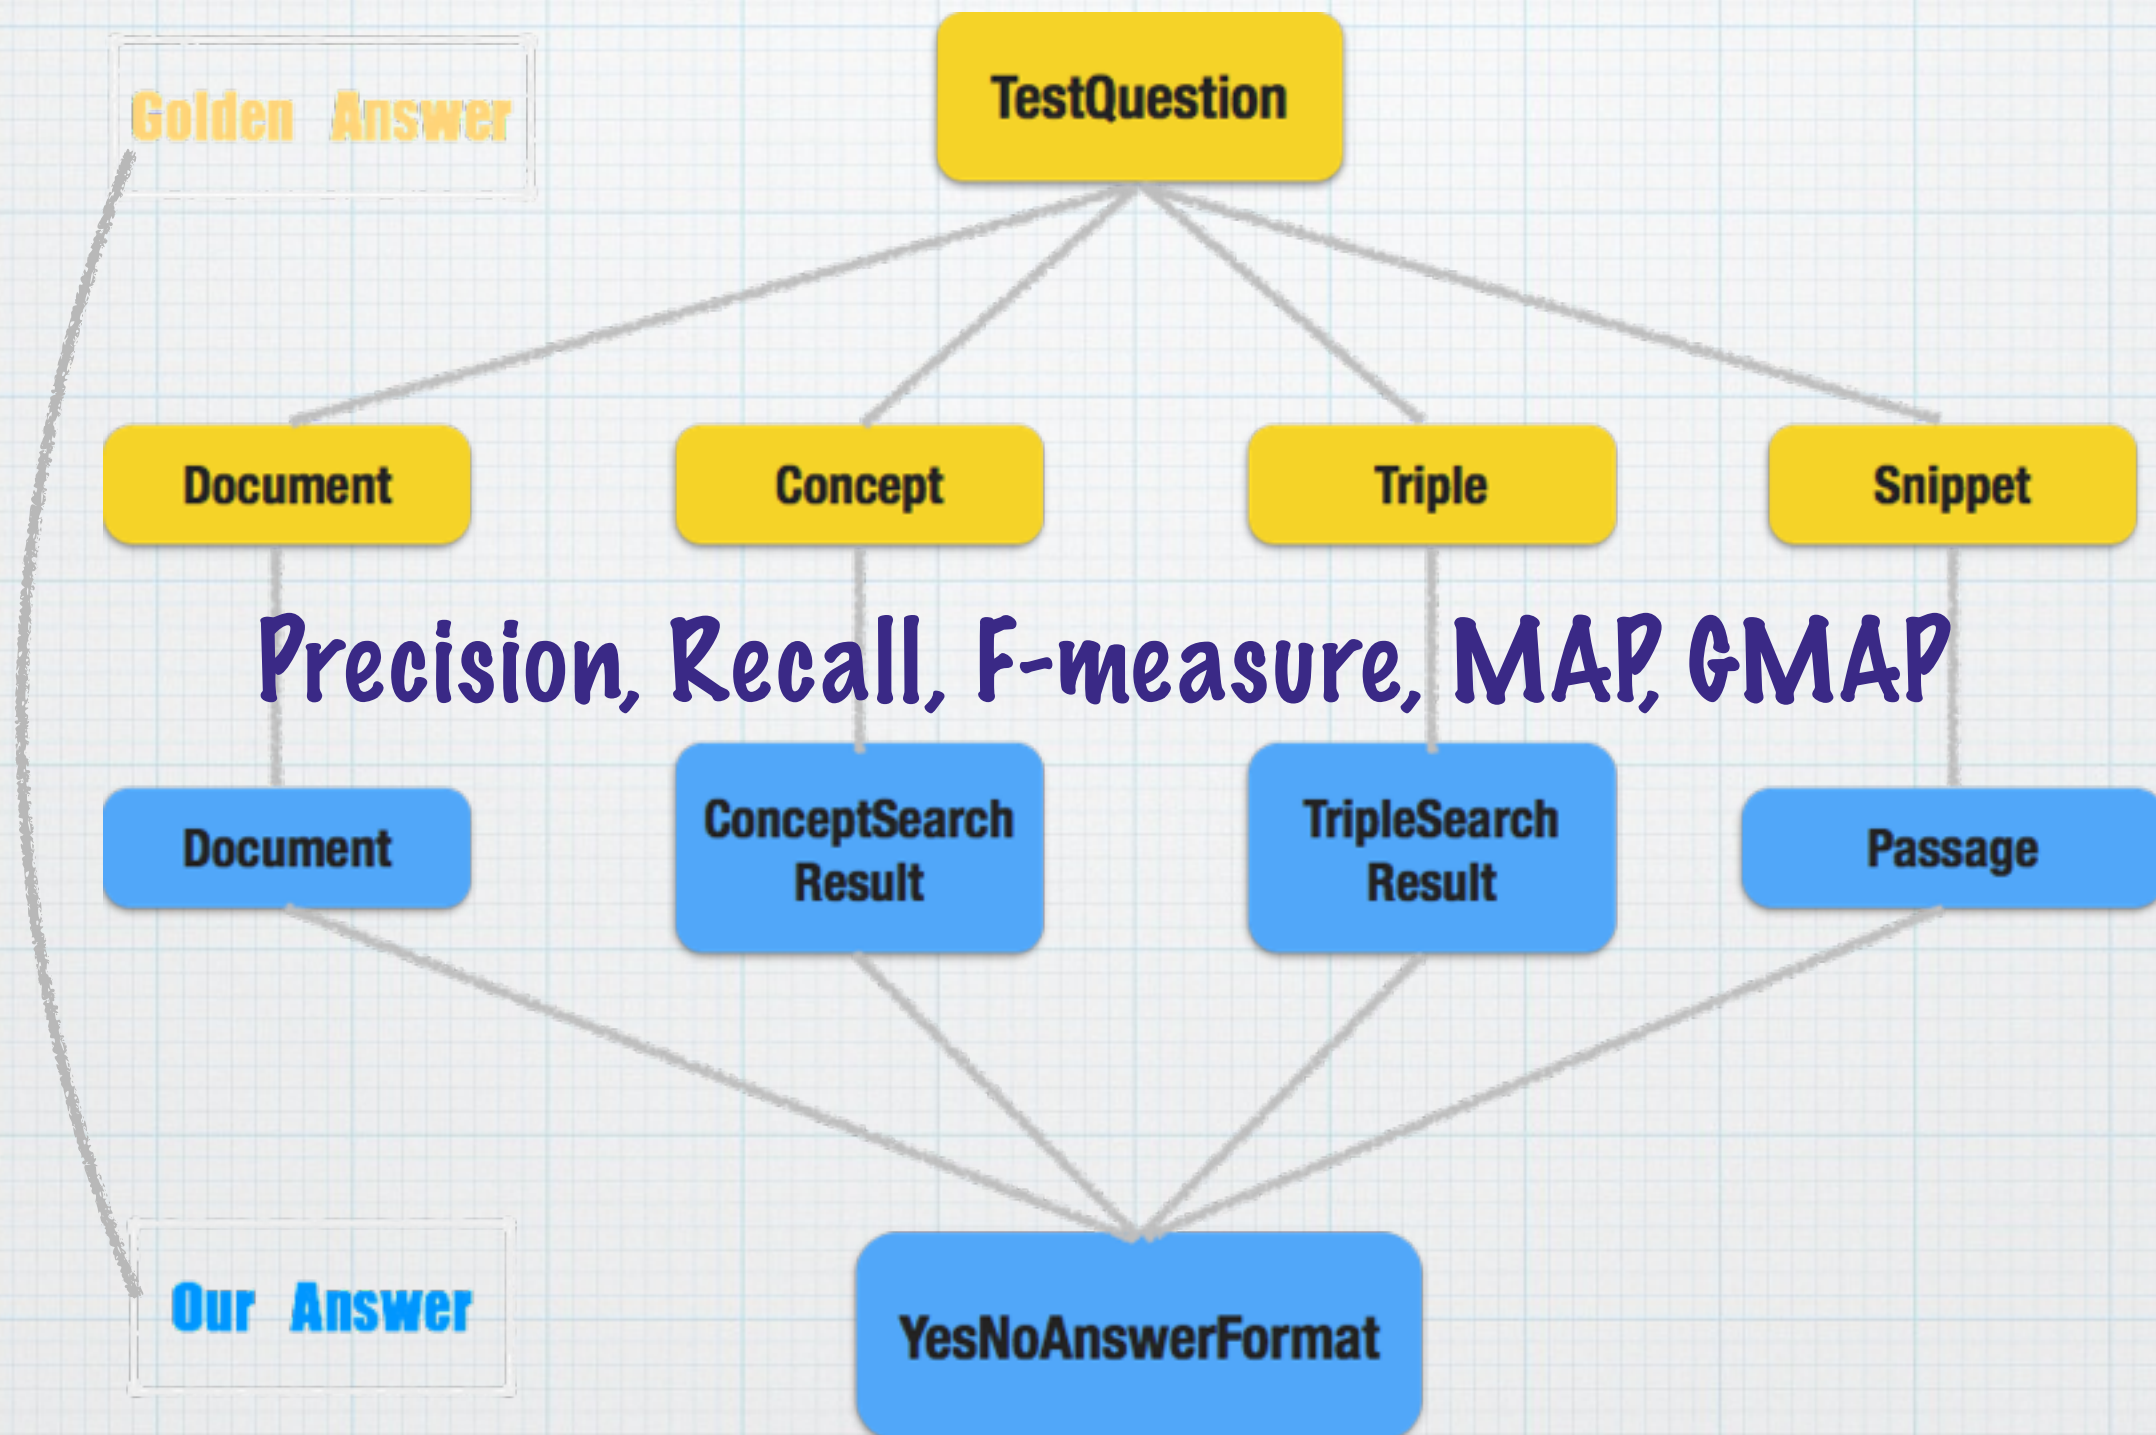 Golden Answer
TestQuestion
Document
Concept
Triple
Snippet
Precision, Recall, F-measure, MAP, GMAP
Document
ConceptSearch
Result
TripleSearch
Result
Passage
Our Answer
YesNoAnswerFormat